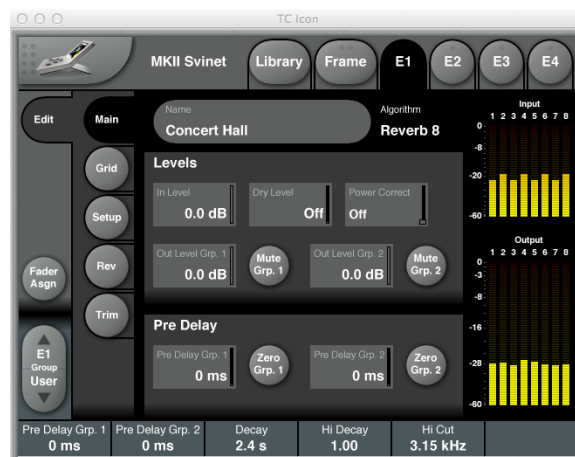 TC Icon
MKII Svinet
Library
Frame
E1
E2
E3
E4
Edit
Main
Name
Concert Hall
Algorithm
Reverb 8
Input
1 2 3 4 5 6 7 8
0
-8
-20
-60
Grid
Setup
Rev
Trim
Levels
In Level
0.0 dB
Dry Level
Off
Power Correct
Off
Out Level Grp. 1
0.0 dB
Mute
Grp. 1
Out Level Grp. 2
0.0 dB
Mute
Grp. 2
Output
1 2 3 4 5 6 7 8
0
-3
-8
-16
-28
-60
Fader
Asgn
E1
Group
User
Pre Delay
Pre Delay Grp. 1
0 ms
Zero
Grp. 1
Pre Delay Grp. 2
0 ms
Zero
Grp. 2
Pre Delay Grp. 1
0 ms
Pre Delay Grp. 2
0 ms
Decay
2.4 s
Hi Decay
1.00
Hi Cut
3.15 kHz